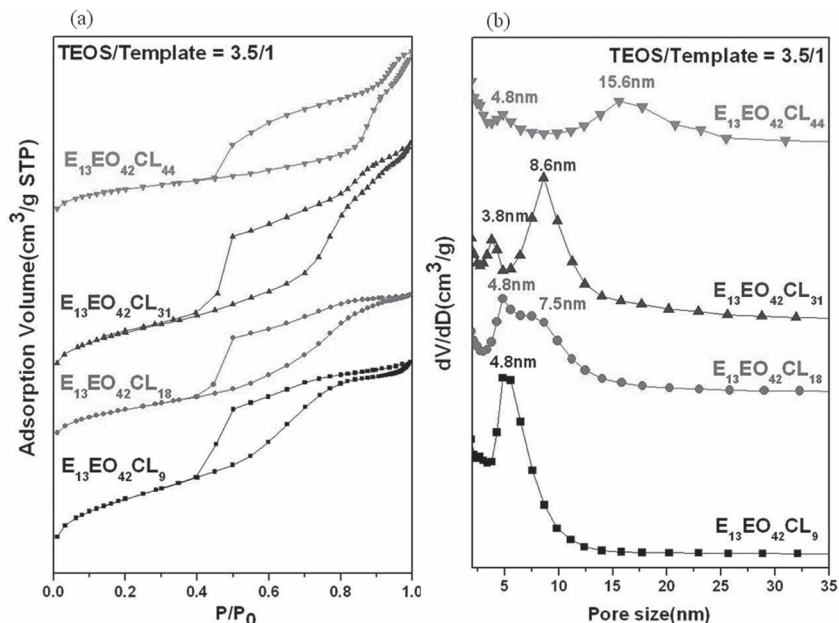 (a)
TEOS/Template = 3.5/1
E₁₃EO₄₂CL₄₄
E₁₃EO₄₂CL₃₁
E₁₃EO₄₂CL₁₈
E₁₃EO₄₂CL₉
Adsorption Volume(cm³/g STP)
0.0 0.2 0.4 0.6 0.8 1.0
P/P₀
(b)
TEOS/Template = 3.5/1
15.6nm
4.8nm
E₁₃EO₄₂CL₄₄
8.6nm
3.8nm
E₁₃EO₄₂CL₃₁
4.8nm
7.5nm
E₁₃EO₄₂CL₁₈
4.8nm
E₁₃EO₄₂CL₉
dV/dD(cm³/g)
5 10 15 20 25 30 35
Pore size(nm)